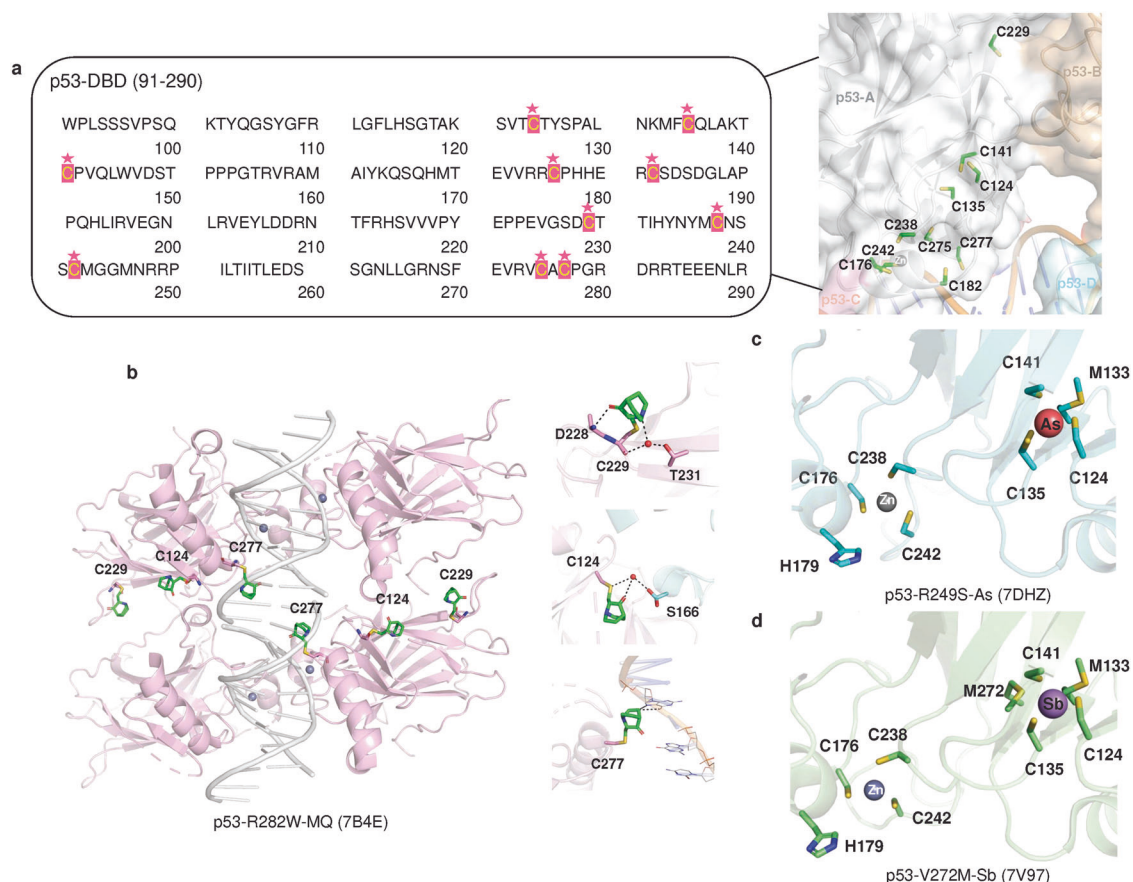 a
p53-DBD (91-290)
WPLSSSVPSQ KTYQGSYGFR LGFLHSGTAK SVTCTYSPAL NKMFCQLAKT
100 110 120 130 140
CPVQLWVDST PPPGTRVRAM AIYKQSQHMT EVVRRCPHHE RCSDSDGLAP
150 160 170 180 190
PQHLIRVEGN LRVEYLDDRN TFRHSVVVPY EPPEVGSDCT TIHYNYMCNS
200 210 220 230 240
SCMGGMNRRP ILTIITLEDS SGNLLGRNSF EVRVCACPGR DRRTEEENLR
250 260 270 280 290
C229
p53-B
p53-A
C141
C124
C135
C238
C242 C275 C277
C176 Zn
C182
p53-C p53-D
b
C229 C124 C277
C277 C124 C229
p53-R282W-MQ (7B4E)
D228
C229 T231
C124
S166
C277
c
C141 M133
As
C176 C238
Zn C135 C124
H179 C242
p53-R249S-As (7DHZ)
d
C141 M133
M272 Sb
C176 C238
C135 C124
Zn
C242
H179
p53-V272M-Sb (7V97)